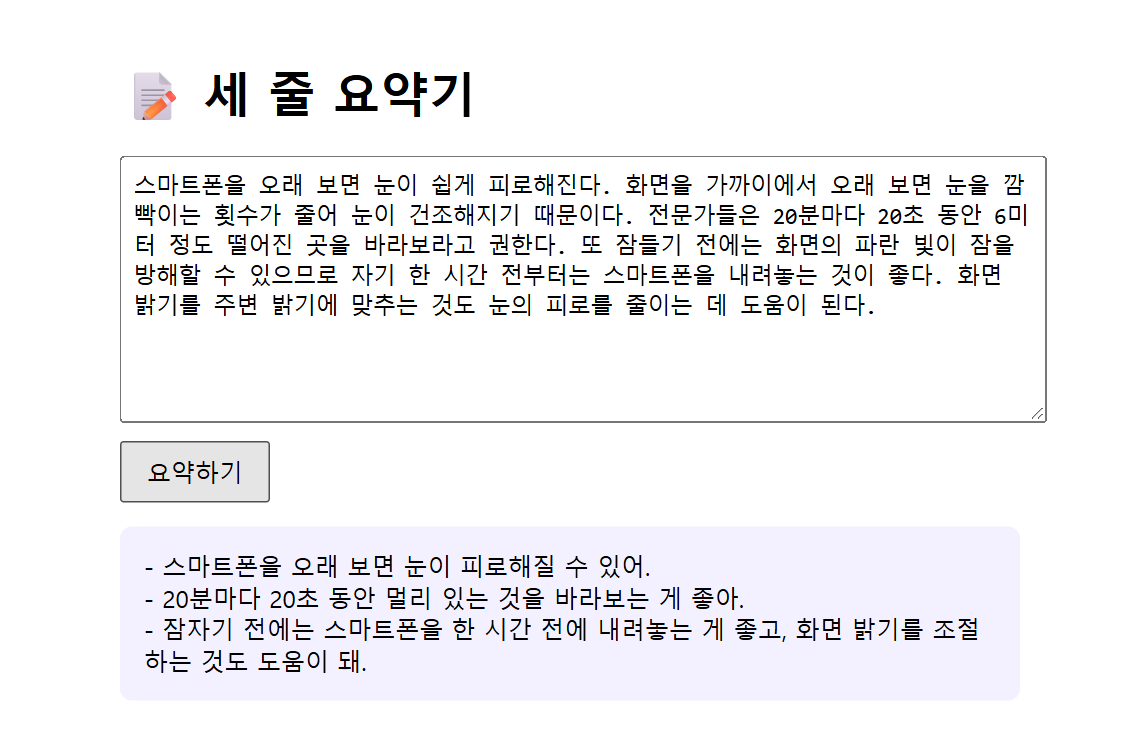 📝 세 줄 요약기
스마트폰을 오래 보면 눈이 쉽게 피로해진다. 화면을 가까이에서 오래 보면 눈을 깜
빡이는 횟수가 줄어 눈이 건조해지기 때문이다. 전문가들은 20분마다 20초 동안 6미
터 정도 떨어진 곳을 바라보라고 권한다. 또 잠들기 전에는 화면의 파란 빛이 잠을
방해할 수 있으므로 자기 한 시간 전부터는 스마트폰을 내려놓는 것이 좋다. 화면
밝기를 주변 밝기에 맞추는 것도 눈의 피로를 줄이는 데 도움이 된다.
요약하기
- 스마트폰을 오래 보면 눈이 피로해질 수 있어.
- 20분마다 20초 동안 멀리 있는 것을 바라보는 게 좋아.
- 잠자기 전에는 스마트폰을 한 시간 전에 내려놓는 게 좋고, 화면 밝기를 조절
하는 것도 도움이 돼.